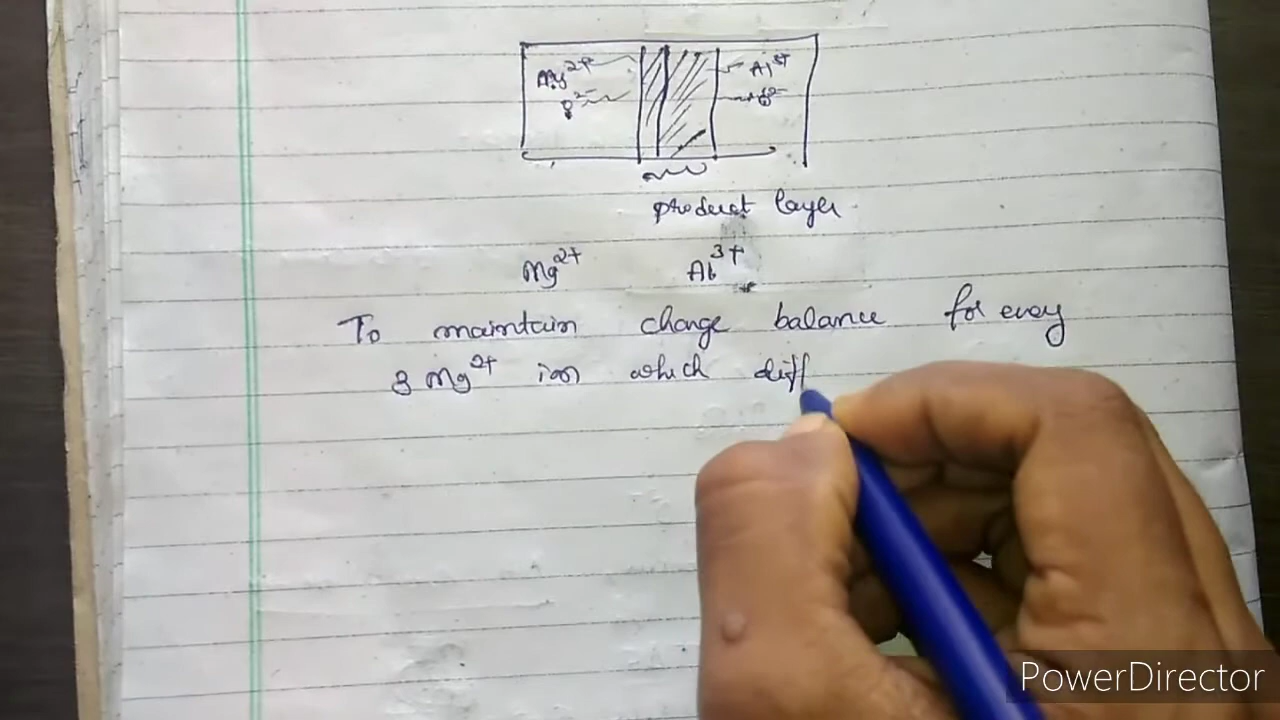 Mg²⁺ Al³⁺
O²⁻ O²⁻
product layer
Mg²⁺ Al³⁺
To maintain charge balance for every
3 Mg²⁺ ion which diff
PowerDirector